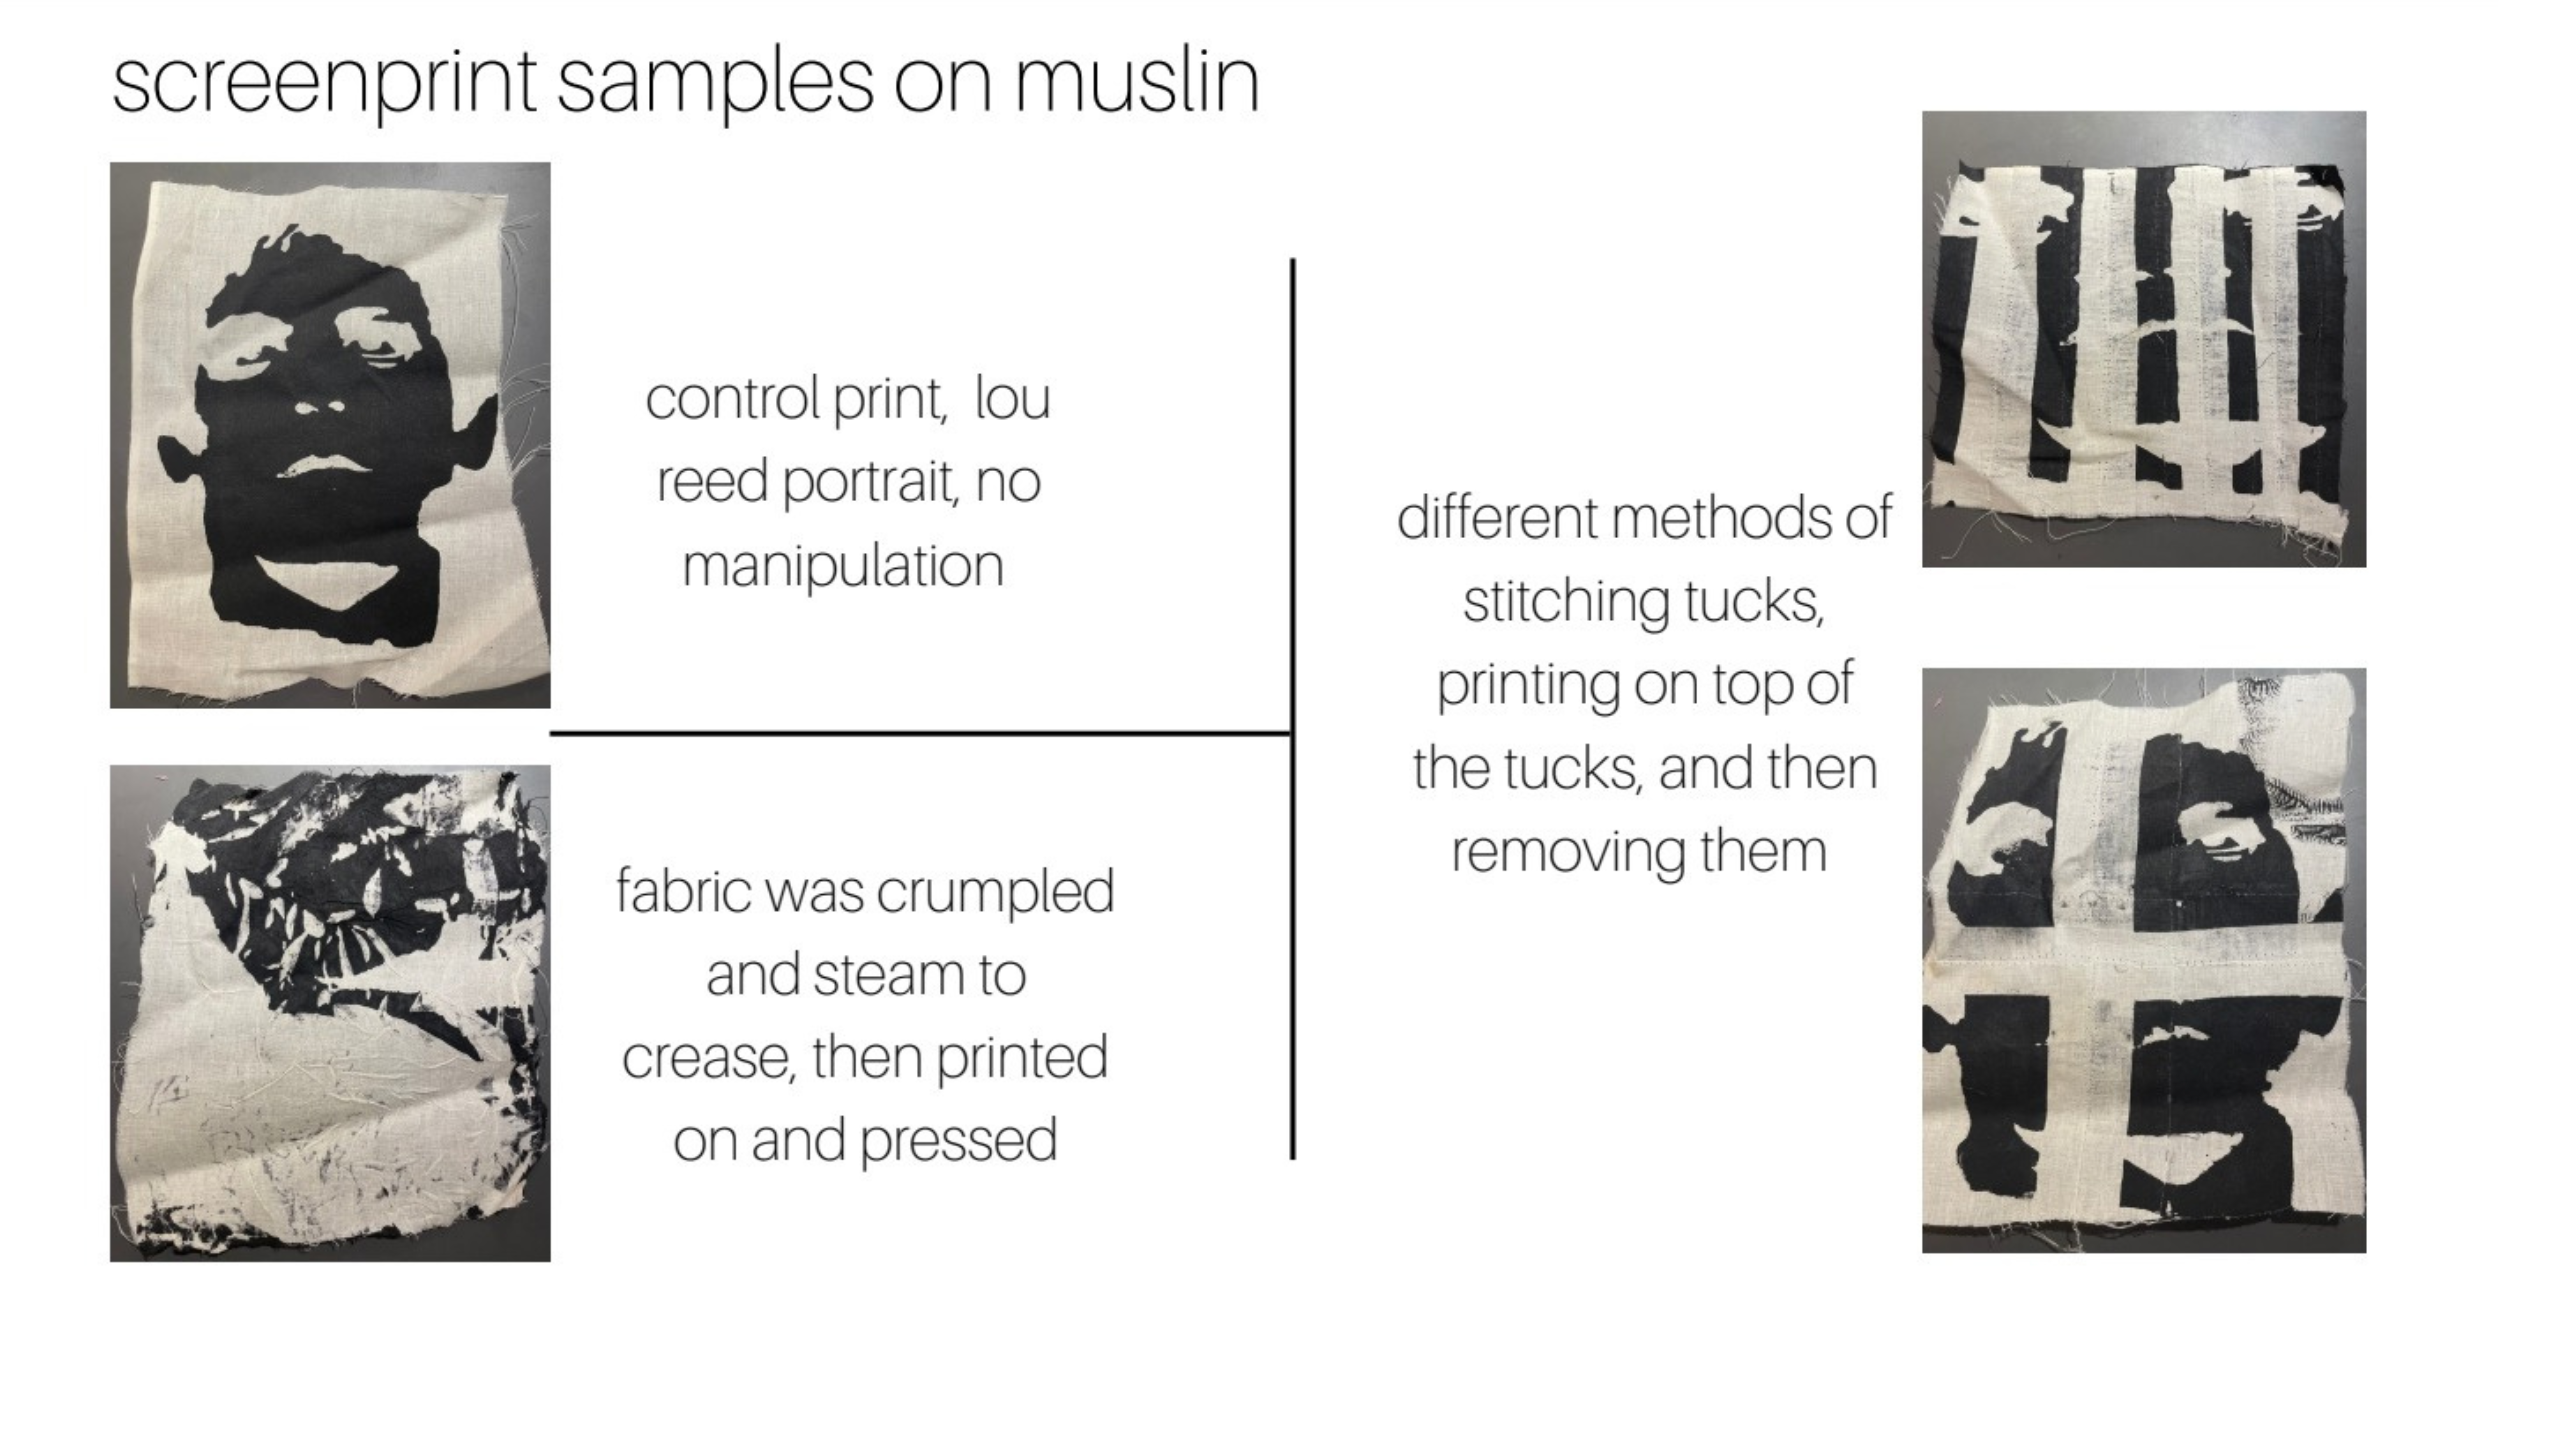 screenprint samples on muslin
control print, lou
reed portrait, no
manipulation
fabric was crumpled
and steam to
crease, then printed
on and pressed
different methods of
stitching tucks,
printing on top of
the tucks, and then
removing them